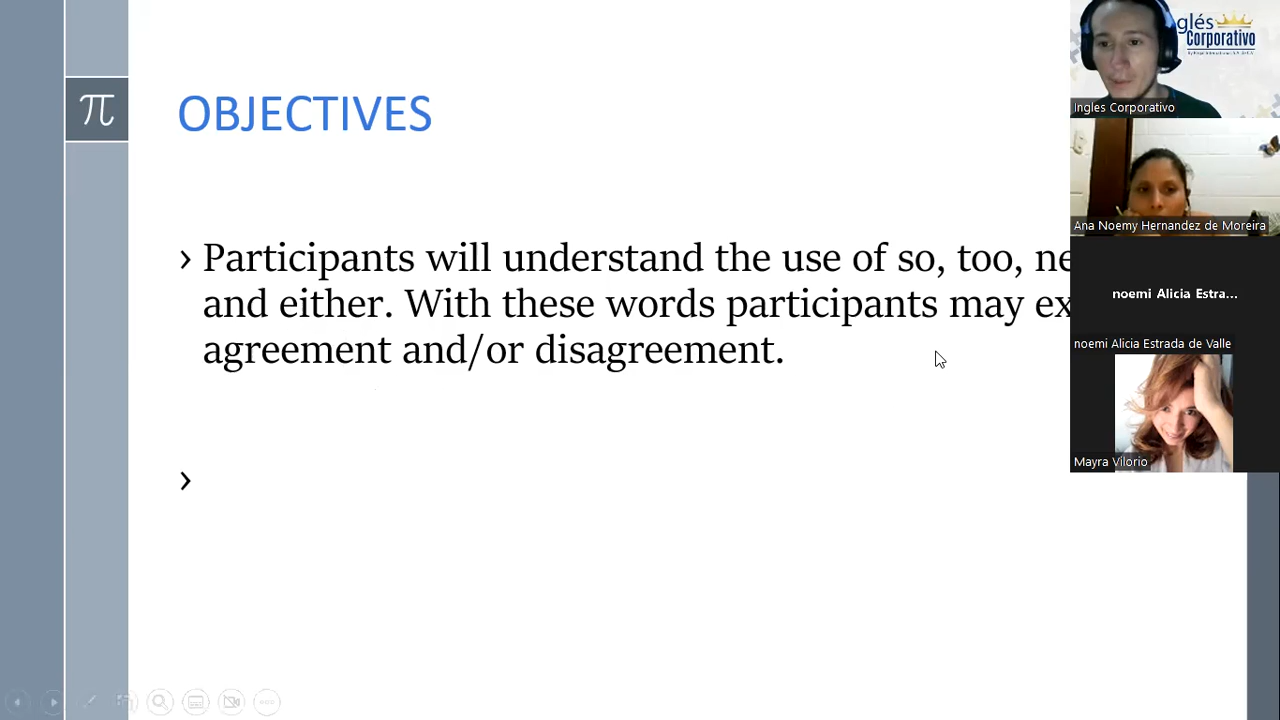 π
OBJECTIVES
› Participants will understand the use of so, too, ne
and either. With these words participants may ex
agreement and/or disagreement.
›
glés
Corporativo
Ingles Corporativo
Ana Noemy Hernandez de Moreira
noemi Alicia Estra...
noemi Alicia Estrada de Valle
Mayra Vilorio